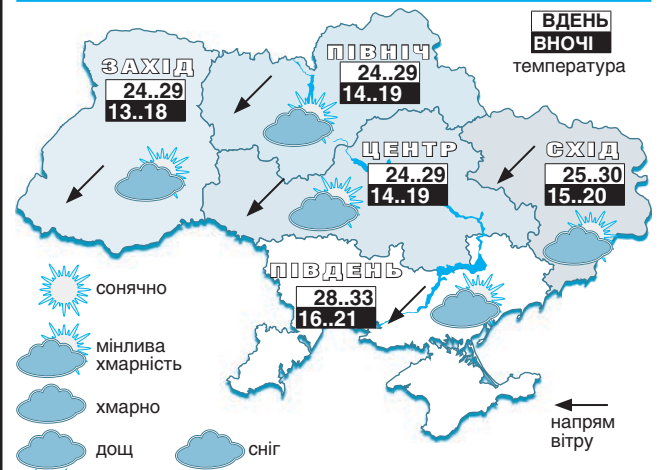 ВДЕНЬ
ВНОЧІ
температура
ЗАХІД
24..29
13..18
ПІВНІЧ
24..29
14..19
ЦЕНТР
24..29
14..19
СХІД
25..30
15..20
ПІВДЕНЬ
28..33
16..21
сонячно
мінлива
хмарність
хмарно
дощ
сніг
напрям
вітру